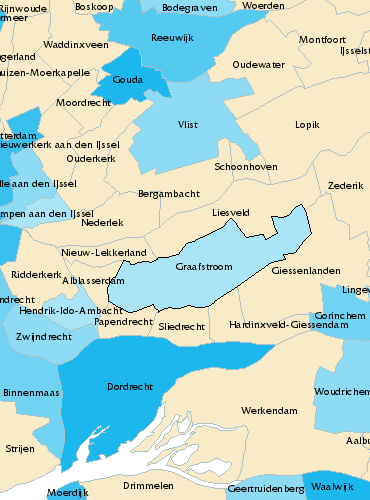 Rijnwoude
Boskoop
Bodegraven
Woerden
meer
Waddinxveen
Reeuwijk
Montfoort
IJsselst
gerland
Oudewater
huizen-Moerkapelle
Gouda
Moordrecht
Vlist
Lopik
tterdam
ieuwerkerk aan den IJssel
Ouderkerk
Schoonhoven
lle aan den IJssel
Bergambacht
Zederik
mpen aan den IJssel
Nederlek
Liesveld
Nieuw-Lekkerland
Graafstroom
Giessenlanden
Ridderkerk
Alblasserdam
Linge
ndrecht
Hendrik-Ido-Ambacht
Papendrecht
Sliedrecht
Hardinxveld-Giessendam
Gorinchem
Zwijndrecht
Binnenmaas
Dordrecht
Woudrichem
Werkendam
Aalbu
Strijen
Moerdijk
Drimmelen
Geertruidenberg
Waalwijk